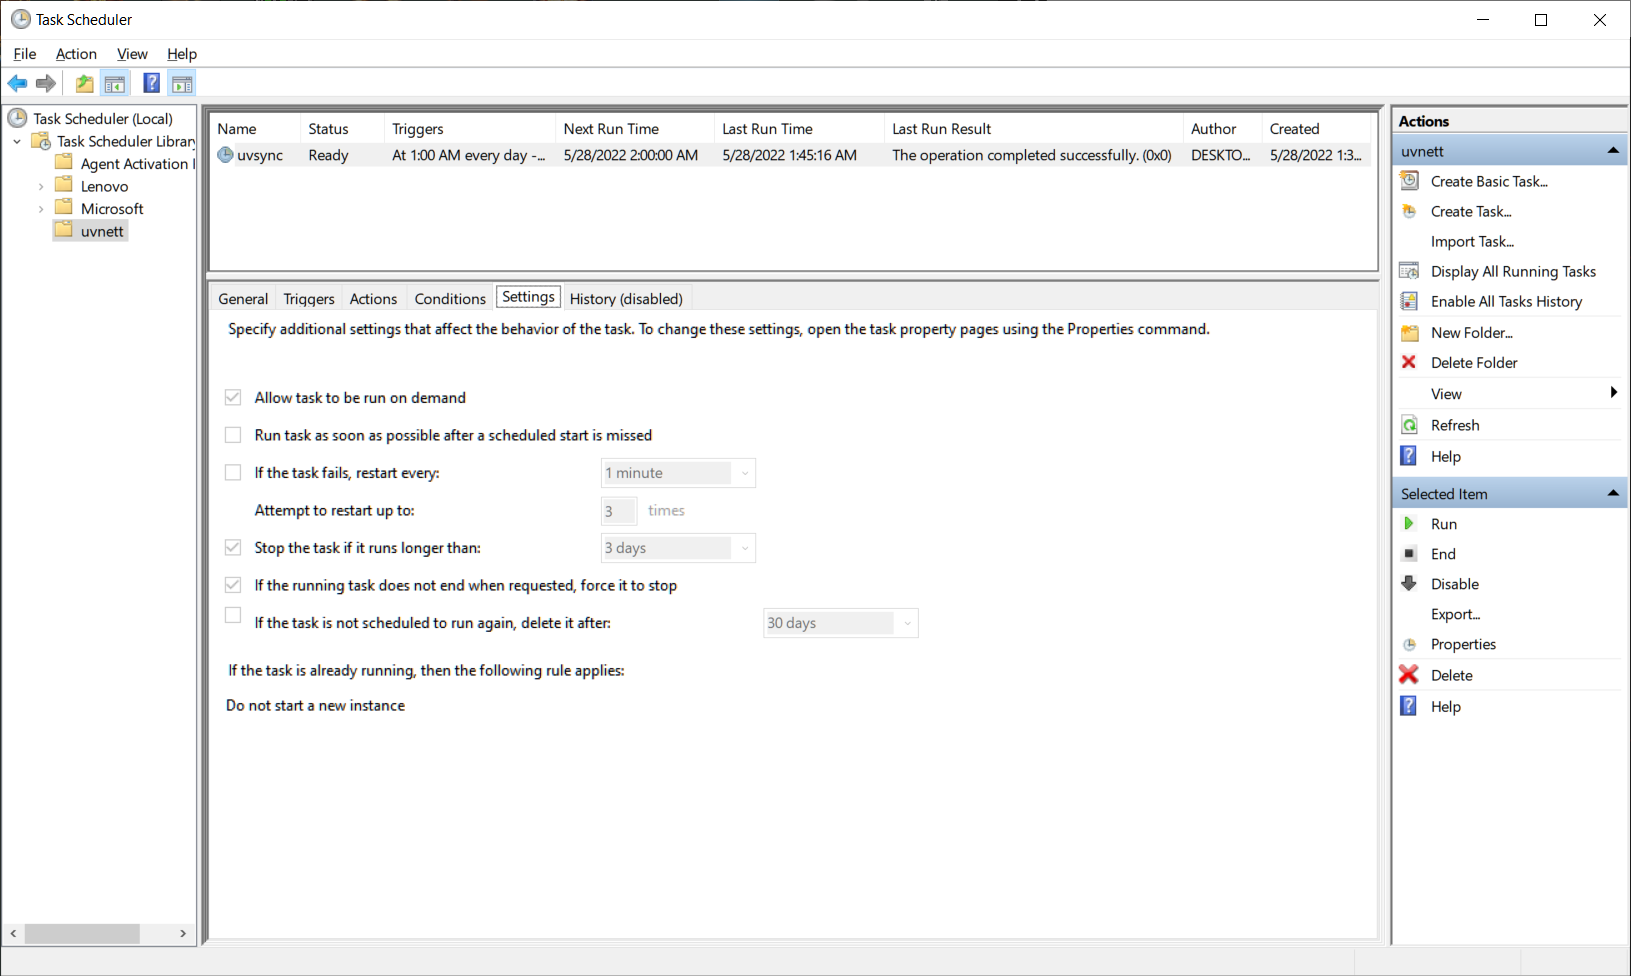 Task Scheduler
File Action View Help
Task Scheduler (Local)
Task Scheduler Library
Agent Activation
Lenovo
Microsoft
uvnett
Name Status Triggers Next Run Time Last Run Time Last Run Result Author Created
uvsync Ready At 1:00 AM every day -... 5/28/2022 2:00:00 AM 5/28/2022 1:45:16 AM The operation completed successfully. (0x0) DESKTO... 5/28/2022 1:3...
General Triggers Actions Conditions Settings History (disabled)
Specify additional settings that affect the behavior of the task. To change these settings, open the task property pages using the Properties command.
Allow task to be run on demand
Run task as soon as possible after a scheduled start is missed
If the task fails, restart every: 1 minute
Attempt to restart up to: 3 times
Stop the task if it runs longer than: 3 days
If the running task does not end when requested, force it to stop
If the task is not scheduled to run again, delete it after: 30 days
If the task is already running, then the following rule applies:
Do not start a new instance
Actions
uvnett
Create Basic Task...
Create Task...
Import Task...
Display All Running Tasks
Enable All Tasks History
New Folder...
Delete Folder
View
Refresh
Help
Selected Item
Run
End
Disable
Export...
Properties
Delete
Help